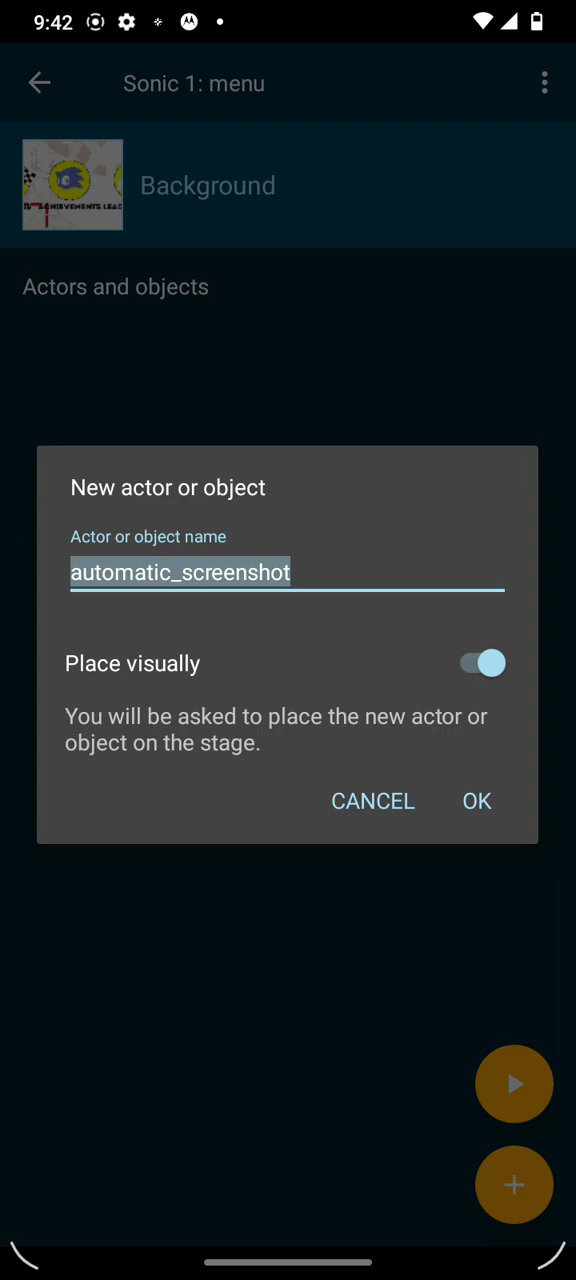 9:42
Sonic 1: menu
Background
Actors and objects
New actor or object
Actor or object name
automatic_screenshot
Place visually
You will be asked to place the new actor or
object on the stage.
CANCEL OK